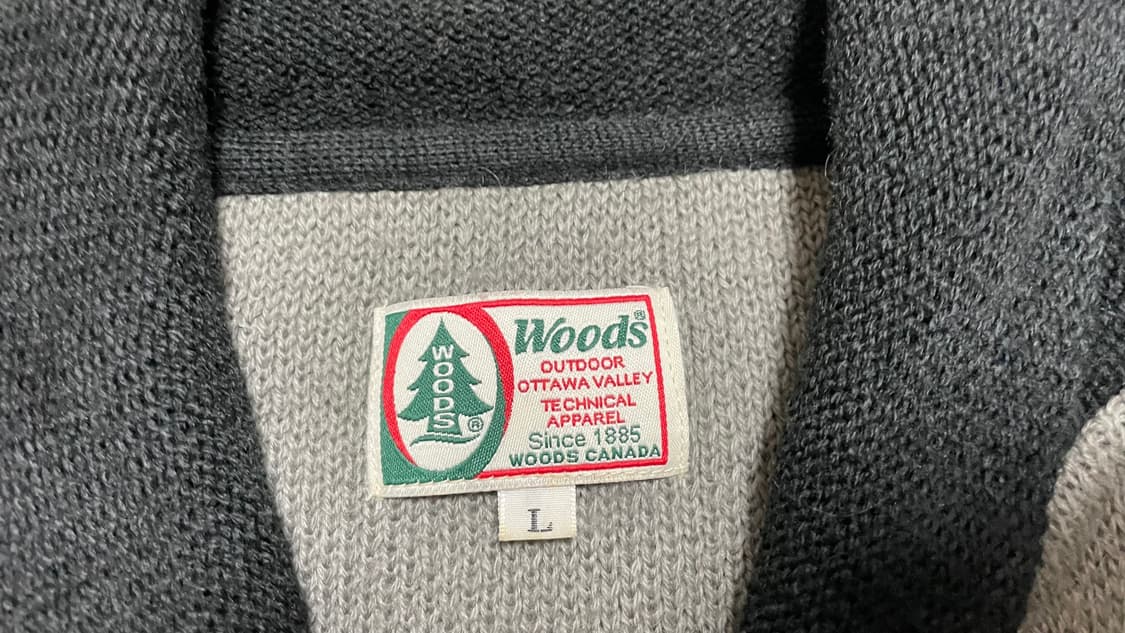 WOODS®
Woods®
OUTDOOR
OTTAWA VALLEY
TECHNICAL
APPAREL
Since 1885
WOODS CANADA
L